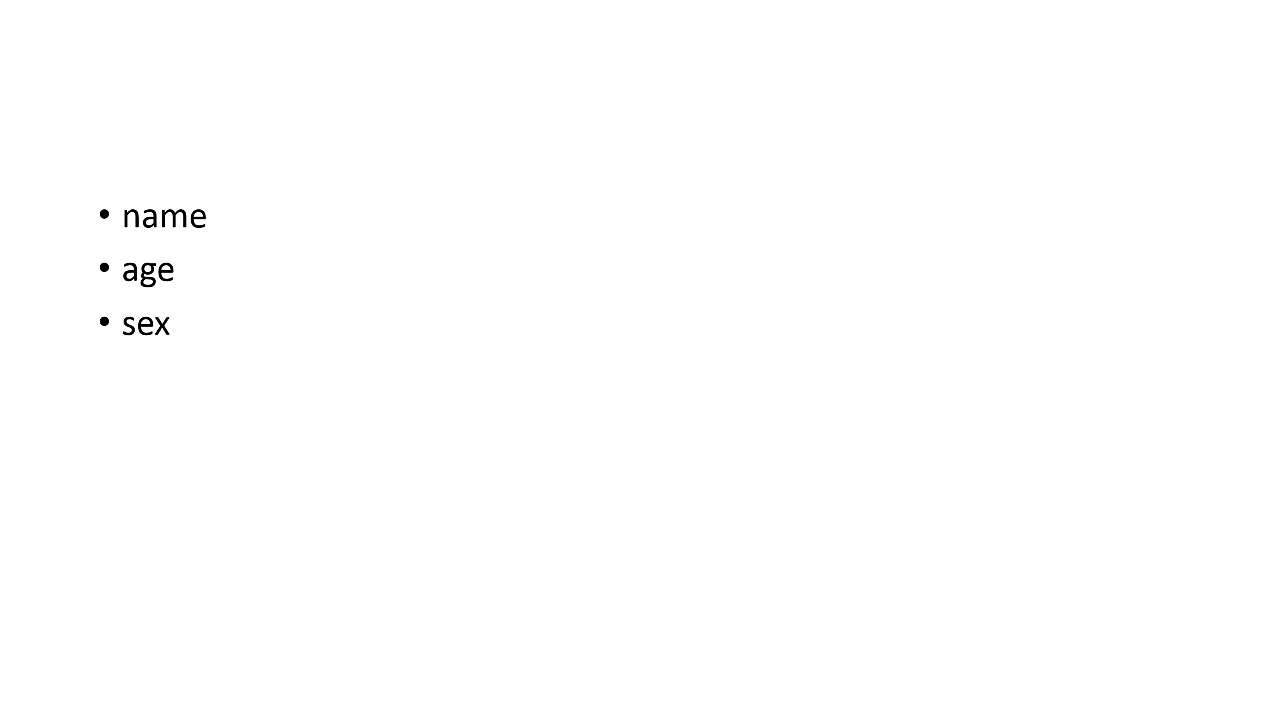 • name
• age
• sex